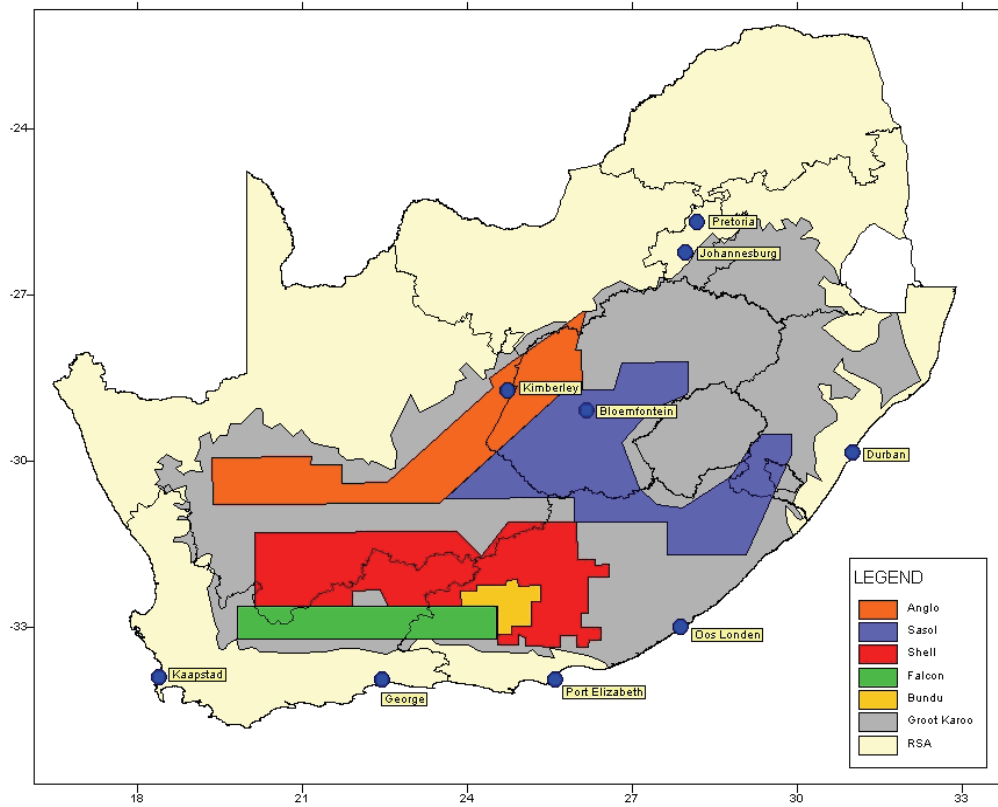 -24
-27
-30
-33
Pretoria
Johannesburg
Kimberley
Bloemfontein
Durban
Oos Londen
Kaapstad
George
Port Elizabeth
LEGEND
Anglo
Sasol
Shell
Falcon
Bundu
Groot Karoo
RSA
18
21
24
27
30
33